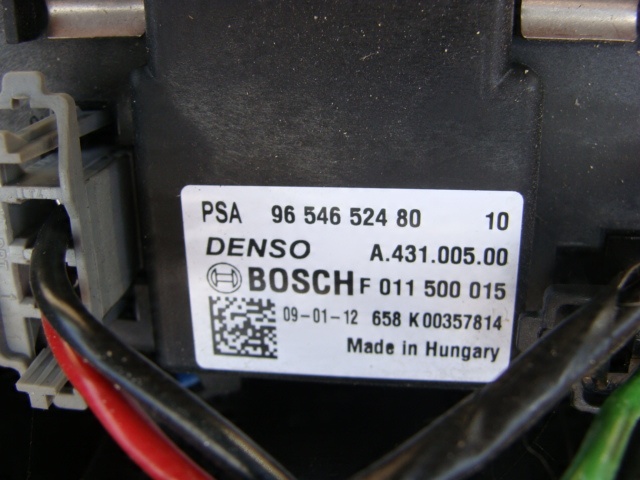 PSA 96 546 524 80 10
DENSO A.431.005.00
BOSCH F 011 500 015
09-01-12 658 K00357814
Made in Hungary